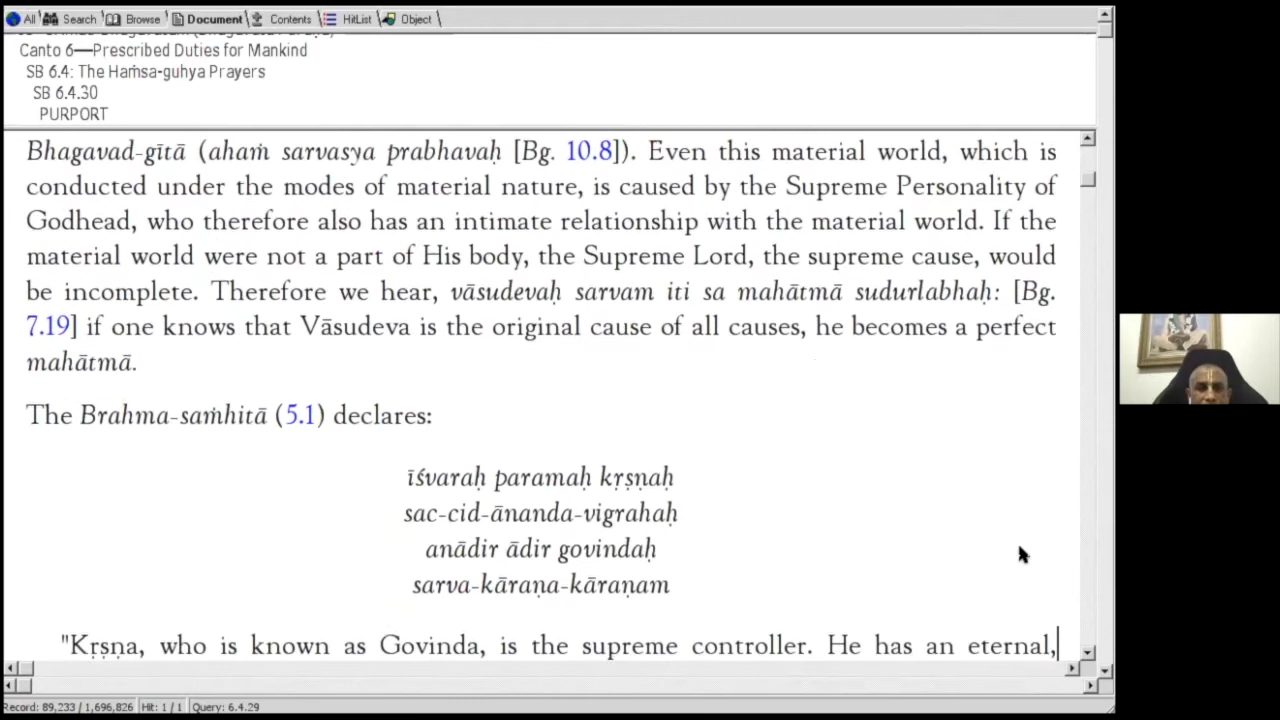 All Search Browse Document Contents HitList Object
Canto 6—Prescribed Duties for Mankind
SB 6.4: The Haṁsa-guhya Prayers
SB 6.4.30
PURPORT
Bhagavad-gītā (ahaṁ sarvasya prabhavaḥ [Bg. 10.8]). Even this material world, which is
conducted under the modes of material nature, is caused by the Supreme Personality of
Godhead, who therefore also has an intimate relationship with the material world. If the
material world were not a part of His body, the Supreme Lord, the supreme cause, would
be incomplete. Therefore we hear, vāsudevaḥ sarvam iti sa mahātmā sudurlabhaḥ: [Bg.
7.19] if one knows that Vāsudeva is the original cause of all causes, he becomes a perfect
mahātmā.
The Brahma-saṁhitā (5.1) declares:
īśvaraḥ paramaḥ kṛṣṇaḥ
sac-cid-ānanda-vigrahaḥ
anādir ādir govindaḥ
sarva-kāraṇa-kāraṇam
"Kṛṣṇa, who is known as Govinda, is the supreme controller. He has an eternal,
Record: 89,233 / 1,696,826 Hit: 1 / 1 Query: 6.4.29